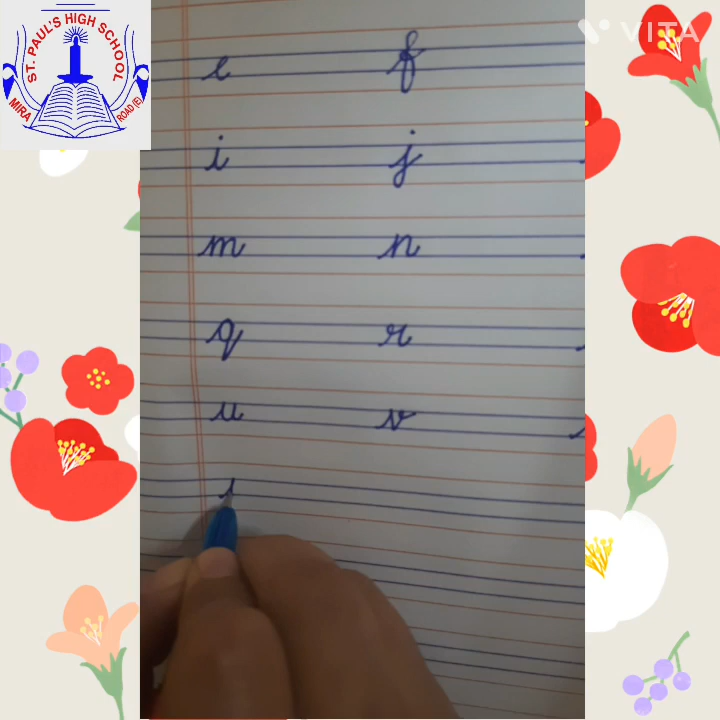 ST. PAUL'S HIGH SCHOOL
MIRA ROAD (E)
VITA
e f
i j
m n
q r
u v